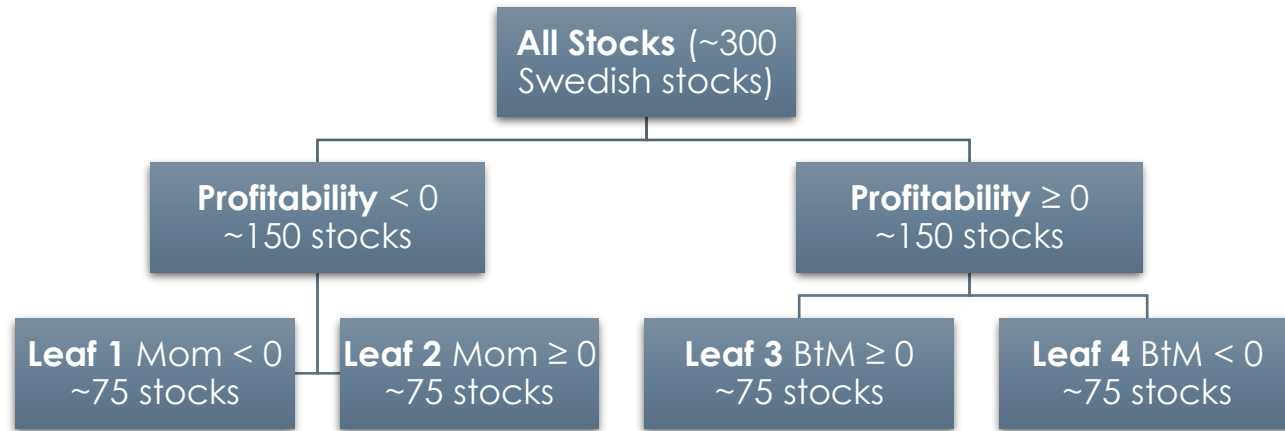 All Stocks (~300
Swedish stocks)
Profitability < 0
~150 stocks
Profitability ≥ 0
~150 stocks
Leaf 1 Mom < 0
~75 stocks
Leaf 2 Mom ≥ 0
~75 stocks
Leaf 3 BtM ≥ 0
~75 stocks
Leaf 4 BtM < 0
~75 stocks